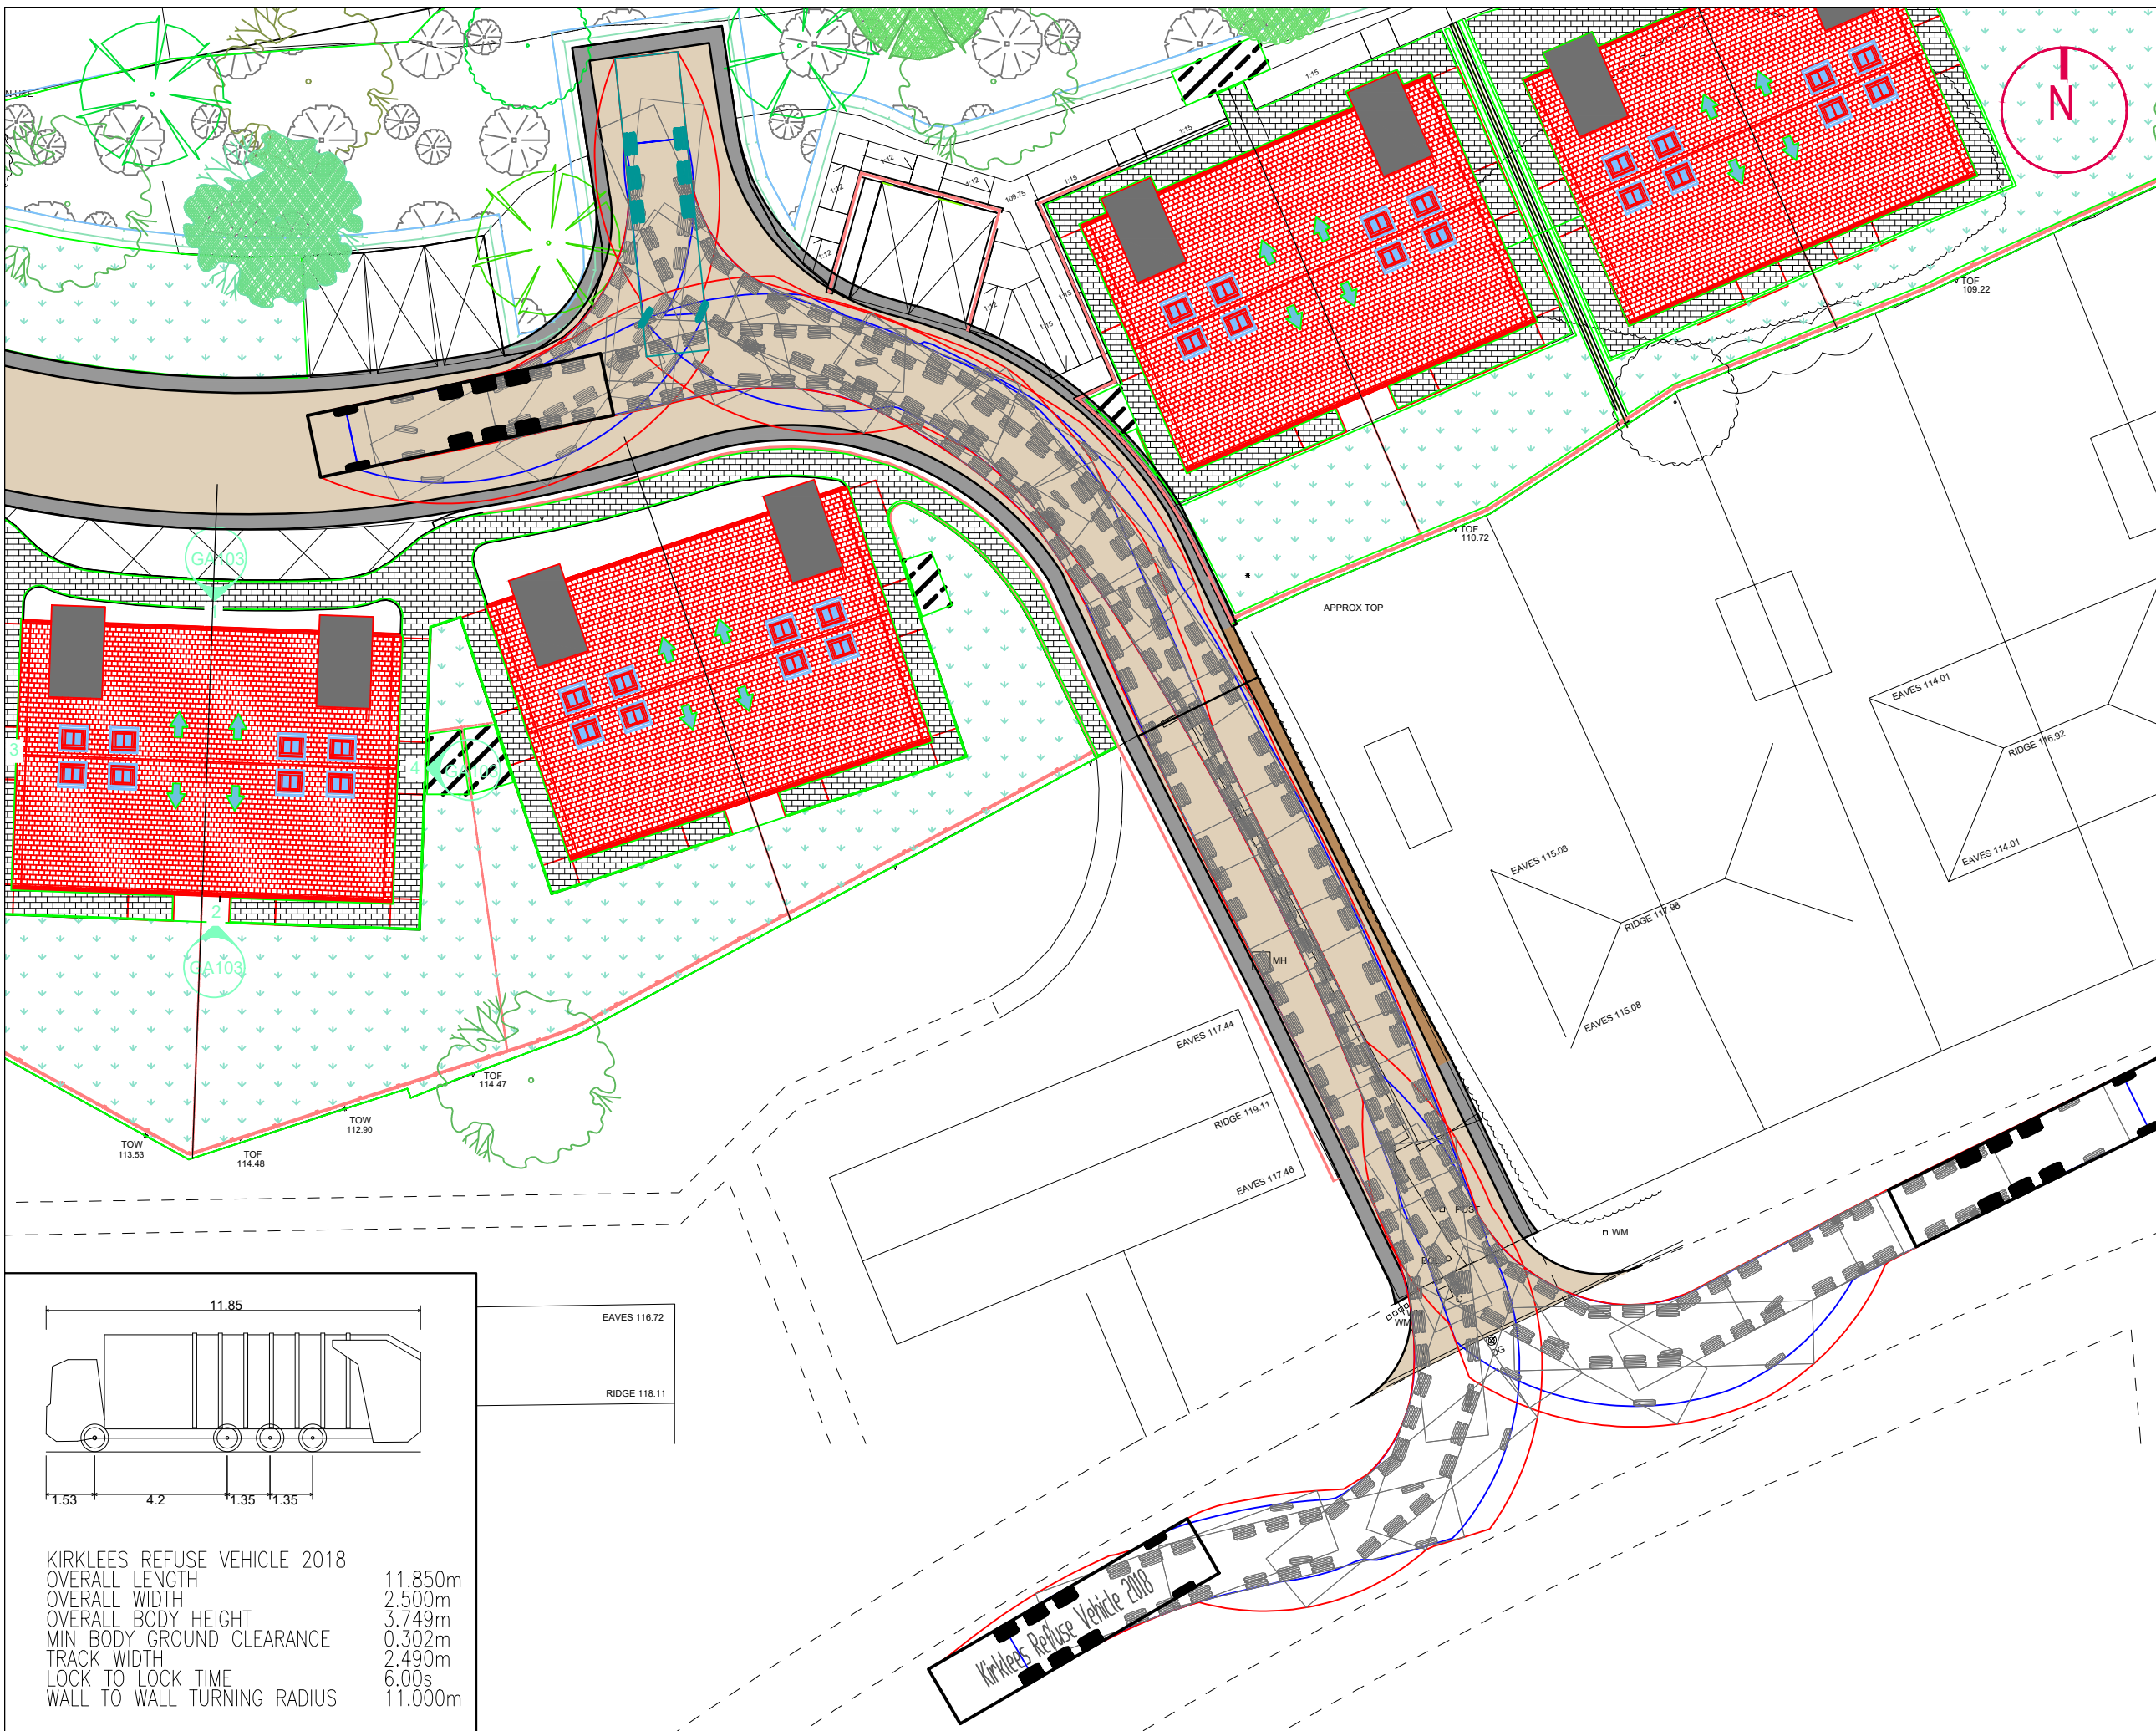 N
1:15
1:15
1:15
1:12
1:12
1:12
1:12
109.75
1:12
1:15
1:15
TOF
109.22
TOF
110.72
APPROX TOP
GA103
1
3
4
GA103
2
GA103
EAVES 114.01
RIDGE 116.92
EAVES 114.01
EAVES 115.08
RIDGE 117.98
EAVES 115.08
MH
EAVES 117.44
RIDGE 119.11
EAVES 117.46
TOF
114.47
TOW
112.90
TOW
113.53
TOF
114.48
POST
WM
WM
EAVES 116.72
RIDGE 118.11
11.85
1.53
4.2
1.35
1.35
Kirklees Refuse Vehicle 2018
KIRKLEES REFUSE VEHICLE 2018
OVERALL LENGTH 11.850m
OVERALL WIDTH 2.500m
OVERALL BODY HEIGHT 3.749m
MIN BODY GROUND CLEARANCE 0.302m
TRACK WIDTH 2.490m
LOCK TO LOCK TIME 6.00s
WALL TO WALL TURNING RADIUS 11.000m